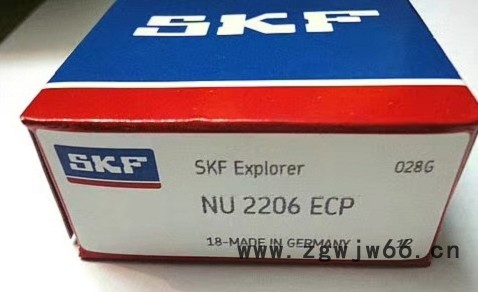 SKF
SKF SKF Explorer 028G
NU 2206 ECP
18-MADE IN GERMANY
www.zgwjw66.cn